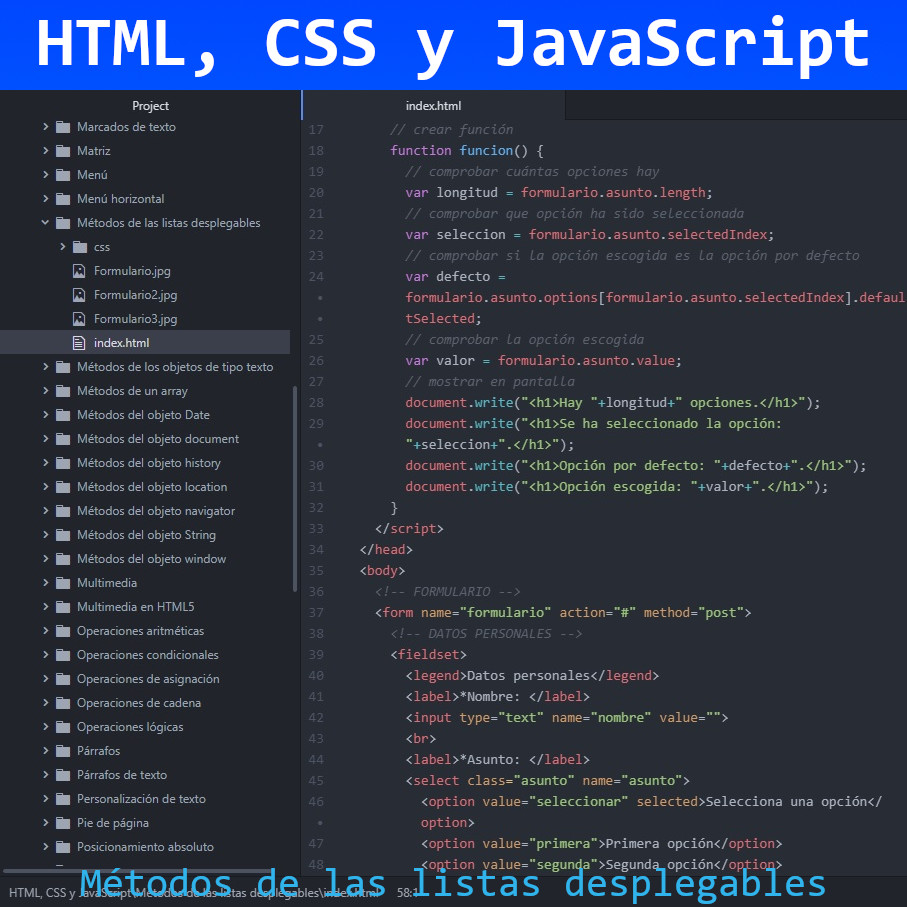 HTML, CSS y JavaScript
Project
Marcados de texto
Matriz
Menú
Menú horizontal
Métodos de las listas desplegables
css
Formulario.jpg
Formulario2.jpg
Formulario3.jpg
index.html
Métodos de los objetos de tipo texto
Métodos de un array
Métodos del objeto Date
Métodos del objeto document
Métodos del objeto history
Métodos del objeto location
Métodos del objeto navigator
Métodos del objeto String
Métodos del objeto window
Multimedia
Multimedia en HTML5
Operaciones aritméticas
Operaciones condicionales
Operaciones de asignación
Operaciones de cadena
Operaciones lógicas
Párrafos
Párrafos de texto
Personalización de texto
Pie de página
Posicionamiento absoluto
index.html
17 // crear función
18 function funcion() {
19 // comprobar cuántas opciones hay
20 var longitud = formulario.asunto.length;
21 // comprobar que opción ha sido seleccionada
22 var seleccion = formulario.asunto.selectedIndex;
23 // comprobar si la opción escogida es la opción por defecto
24 var defecto =
• formulario.asunto.options[formulario.asunto.selectedIndex].defaul
• tSelected;
25 // comprobar la opción escogida
26 var valor = formulario.asunto.value;
27 // mostrar en pantalla
28 document.write("<h1>Hay "+longitud+" opciones.</h1>");
29 document.write("<h1>Se ha seleccionado la opción:
• "+seleccion+".</h1>");
30 document.write("<h1>Opción por defecto: "+defecto+".</h1>");
31 document.write("<h1>Opción escogida: "+valor+".</h1>");
32 }
33 </script>
34 </head>
35 <body>
36 <!-- FORMULARIO -->
37 <form name="formulario" action="#" method="post">
38 <!-- DATOS PERSONALES -->
39 <fieldset>
40 <legend>Datos personales</legend>
41 <label>*Nombre: </label>
42 <input type="text" name="nombre" value="">
43 <br>
44 <label>*Asunto: </label>
45 <select class="asunto" name="asunto">
46 <option value="seleccionar" selected>Selecciona una opción</
• option>
47 <option value="primera">Primera opción</option>
48 <option value="segunda">Segunda opción</option>
Métodos de las listas desplegables
HTML, CSS y JavaScript\Métodos de las listas desplegables\index.html 58:1